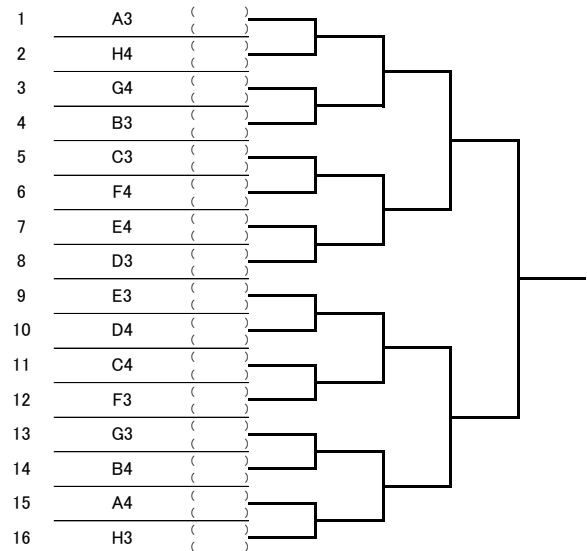 1 A3 ( )
2 H4 ( )
3 G4 ( )
4 B3 ( )
5 C3 ( )
6 F4 ( )
7 E4 ( )
8 D3 ( )
9 E3 ( )
10 D4 ( )
11 C4 ( )
12 F3 ( )
13 G3 ( )
14 B4 ( )
15 A4 ( )
16 H3 ( )